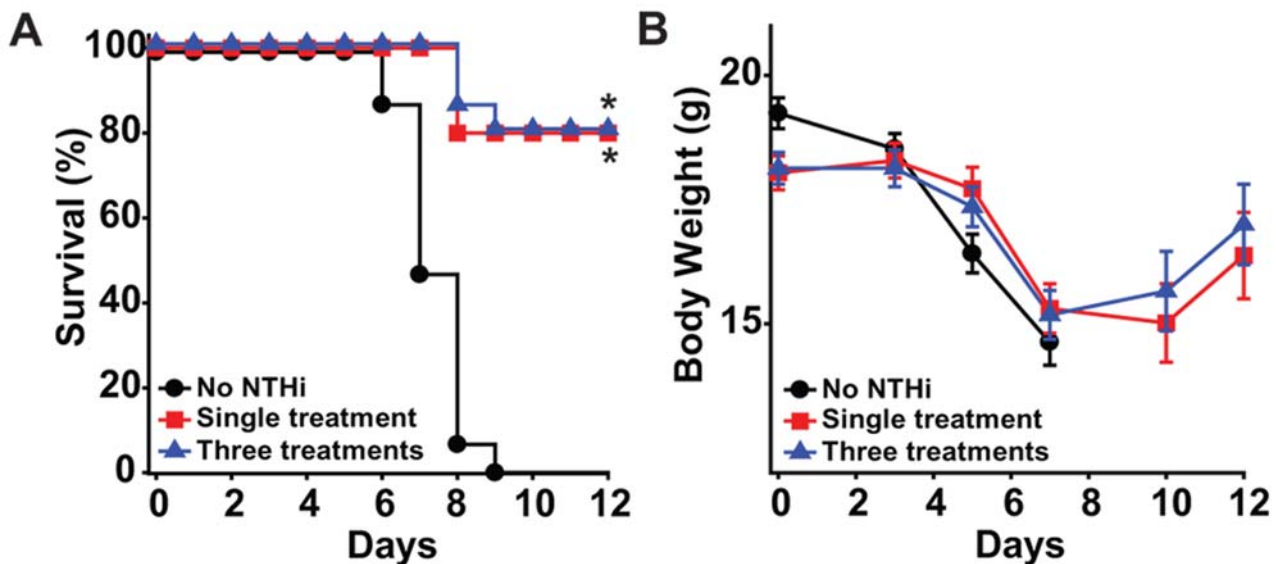 A
Survival (%)
100
80
60
40
20
0
0 2 4 6 8 10 12
Days
No NTHi
Single treatment
Three treatments
*
*
B
Body Weight (g)
20
15
0 2 4 6 8 10 12
Days
No NTHi
Single treatment
Three treatments